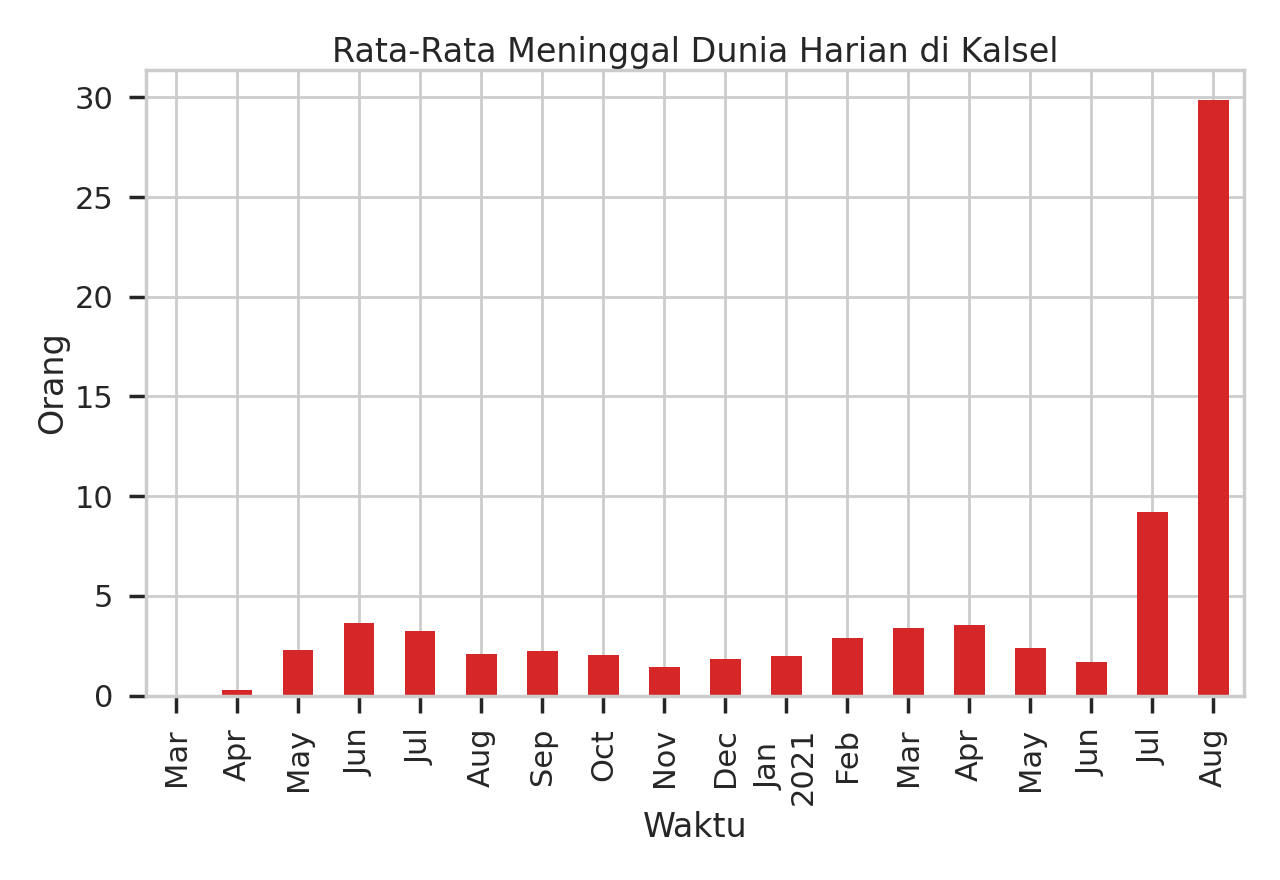 Rata-Rata Meninggal Dunia Harian di Kalsel
30
25
20
15
10
5
0
Orang
Mar
Apr
May
Jun
Jul
Aug
Sep
Oct
Nov
Dec
Jan
2021
Feb
Mar
Apr
May
Jun
Jul
Aug
Waktu